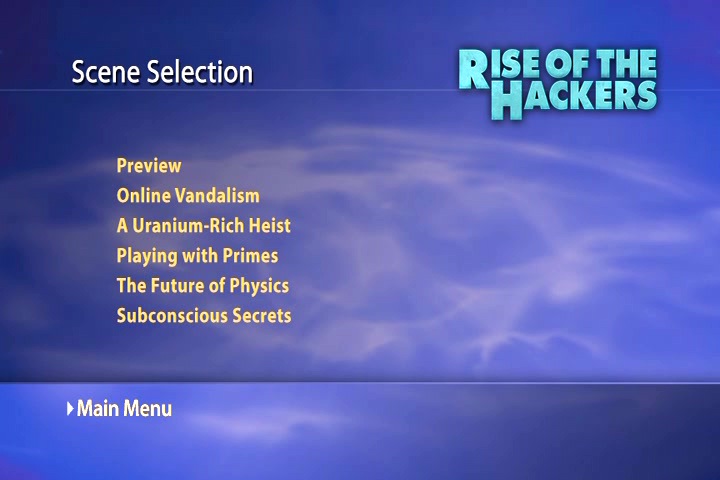 Scene Selection
RISE OF THE
HACKERS
Preview
Online Vandalism
A Uranium-Rich Heist
Playing with Primes
The Future of Physics
Subconscious Secrets
Main Menu